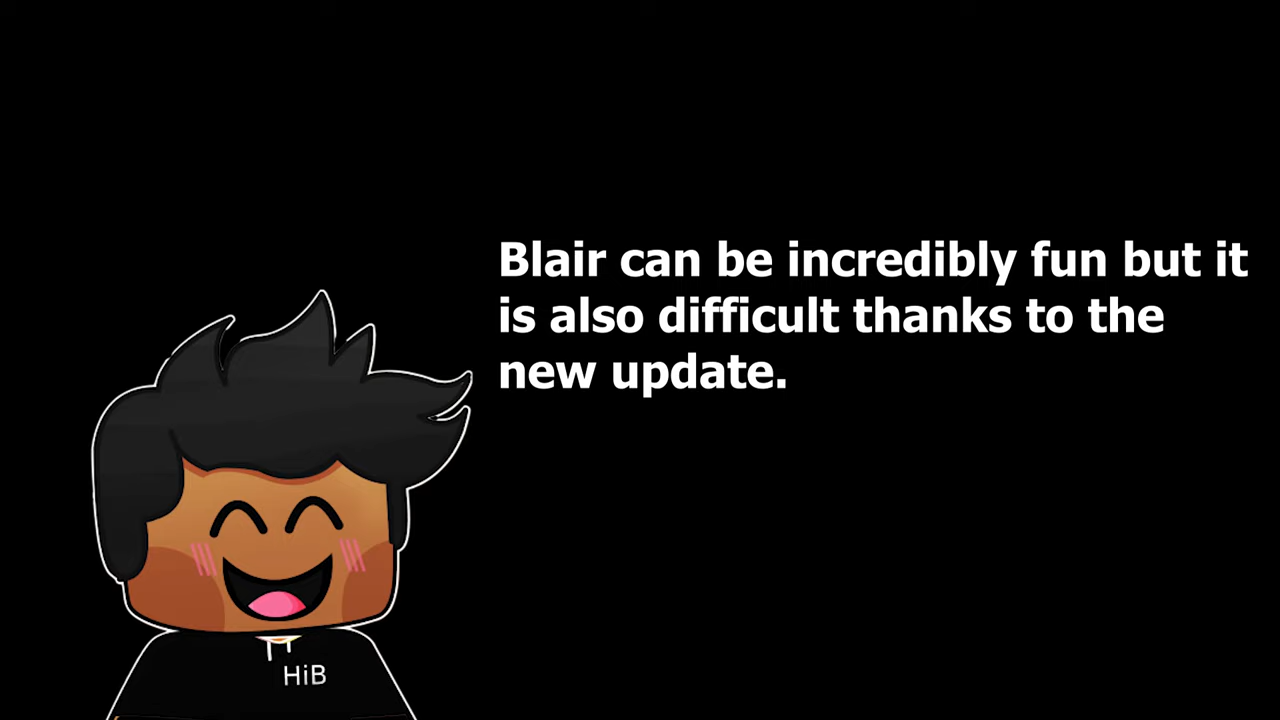 Blair can be incredibly fun but it
is also difficult thanks to the
new update.
HiB